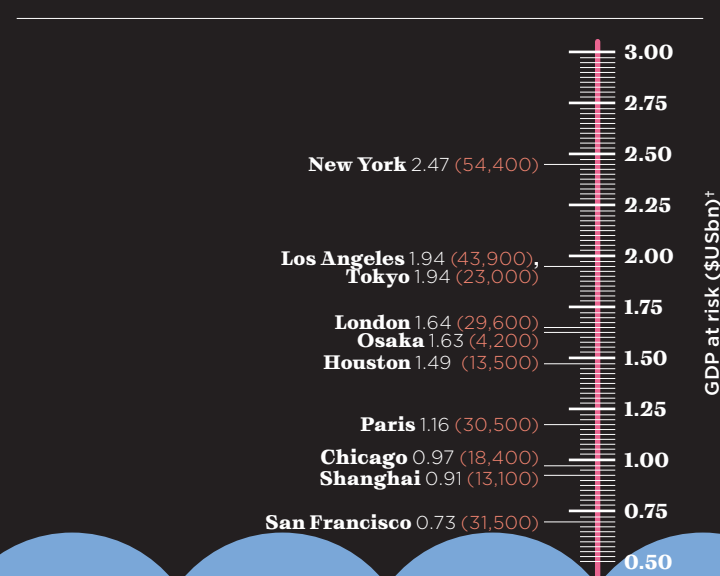 3.00
2.75
2.50
New York 2.47 (54,400)
2.25
Los Angeles 1.94 (43,900),
2.00
Tokyo 1.94 (23,000)
1.75
London 1.64 (29,600)
Osaka 1.63 (4,200)
1.50
Houston 1.49 (13,500)
1.25
Paris 1.16 (30,500)
Chicago 0.97 (18,400)
1.00
Shanghai 0.91 (13,100)
0.75
San Francisco 0.73 (31,500)
0.50
GDP at risk ($USbn)†